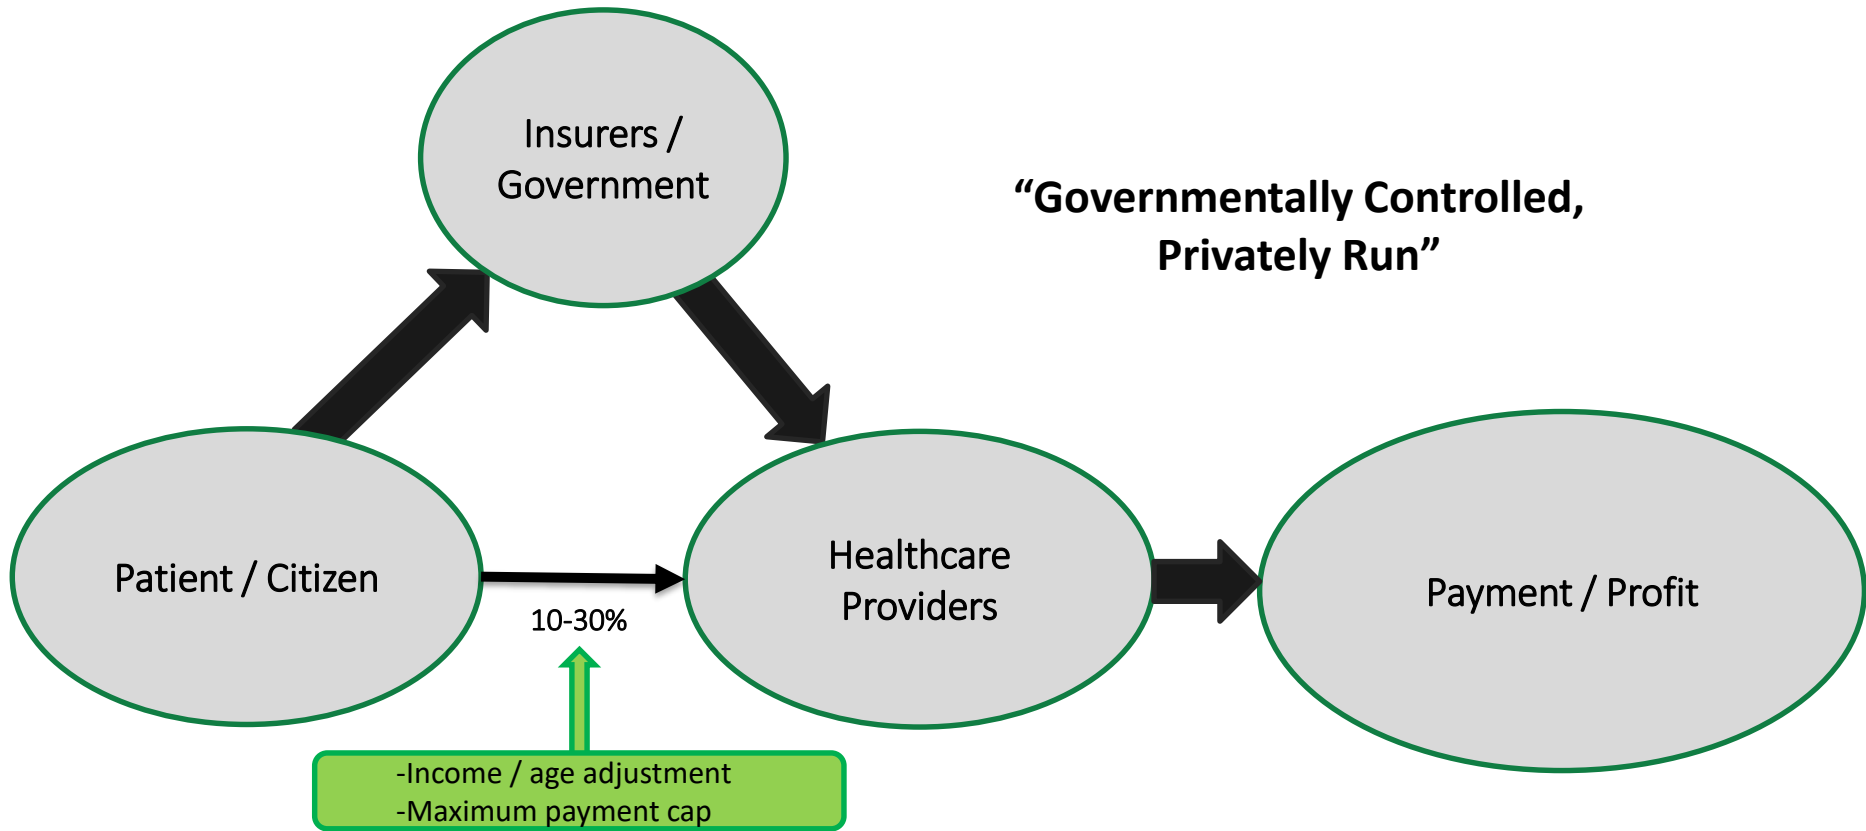 Insurers /
Government
“Governmentally Controlled,
Privately Run”
Patient / Citizen
10-30%
Healthcare
Providers
Payment / Profit
-Income / age adjustment
-Maximum payment cap